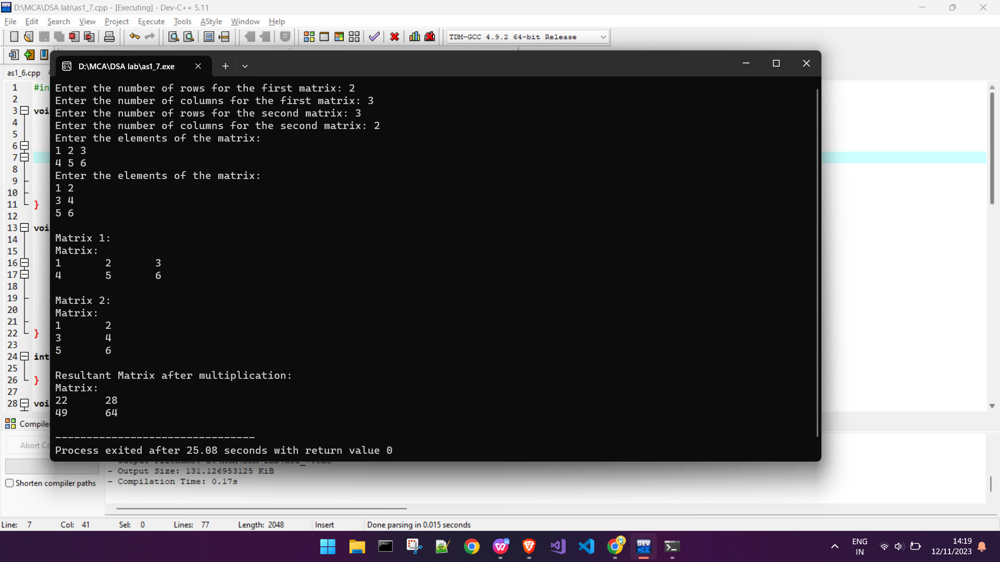 D:\MCA\DSA lab\as1_7.cpp - [Executing] - Dev-C++ 5.11
File Edit Search View Project Execute Tools AStyle Window Help
TDM-GCC 4.9.2 64-bit Release
D:\MCA\DSA lab\as1_7.exe
as1_6.cpp
1 #in
2
3 voi
4
5
6
7
8
9
10
11 }
12
13 voi
14
15
16
17
18
19
20
21
22 }
23
24 int
25
26 }
27
28 voi
Enter the number of rows for the first matrix: 2
Enter the number of columns for the first matrix: 3
Enter the number of rows for the second matrix: 3
Enter the number of columns for the second matrix: 2
Enter the elements of the matrix:
1 2 3
4 5 6
Enter the elements of the matrix:
1 2
3 4
5 6
Matrix 1:
Matrix:
1 2 3
4 5 6
Matrix 2:
Matrix:
1 2
3 4
5 6
Resultant Matrix after multiplication:
Matrix:
22 28
49 64
--------------------------------
Process exited after 25.08 seconds with return value 0
Compiler
Abort Co
Shorten compiler paths
- Output Size: 131.126953125 KiB
- Compilation Time: 0.17s
Line: 7 Col: 41 Sel: 0 Lines: 77 Length: 2048 Insert Done parsing in 0.015 seconds
DEV
C++
ENG
IN
14:19
12/11/2023